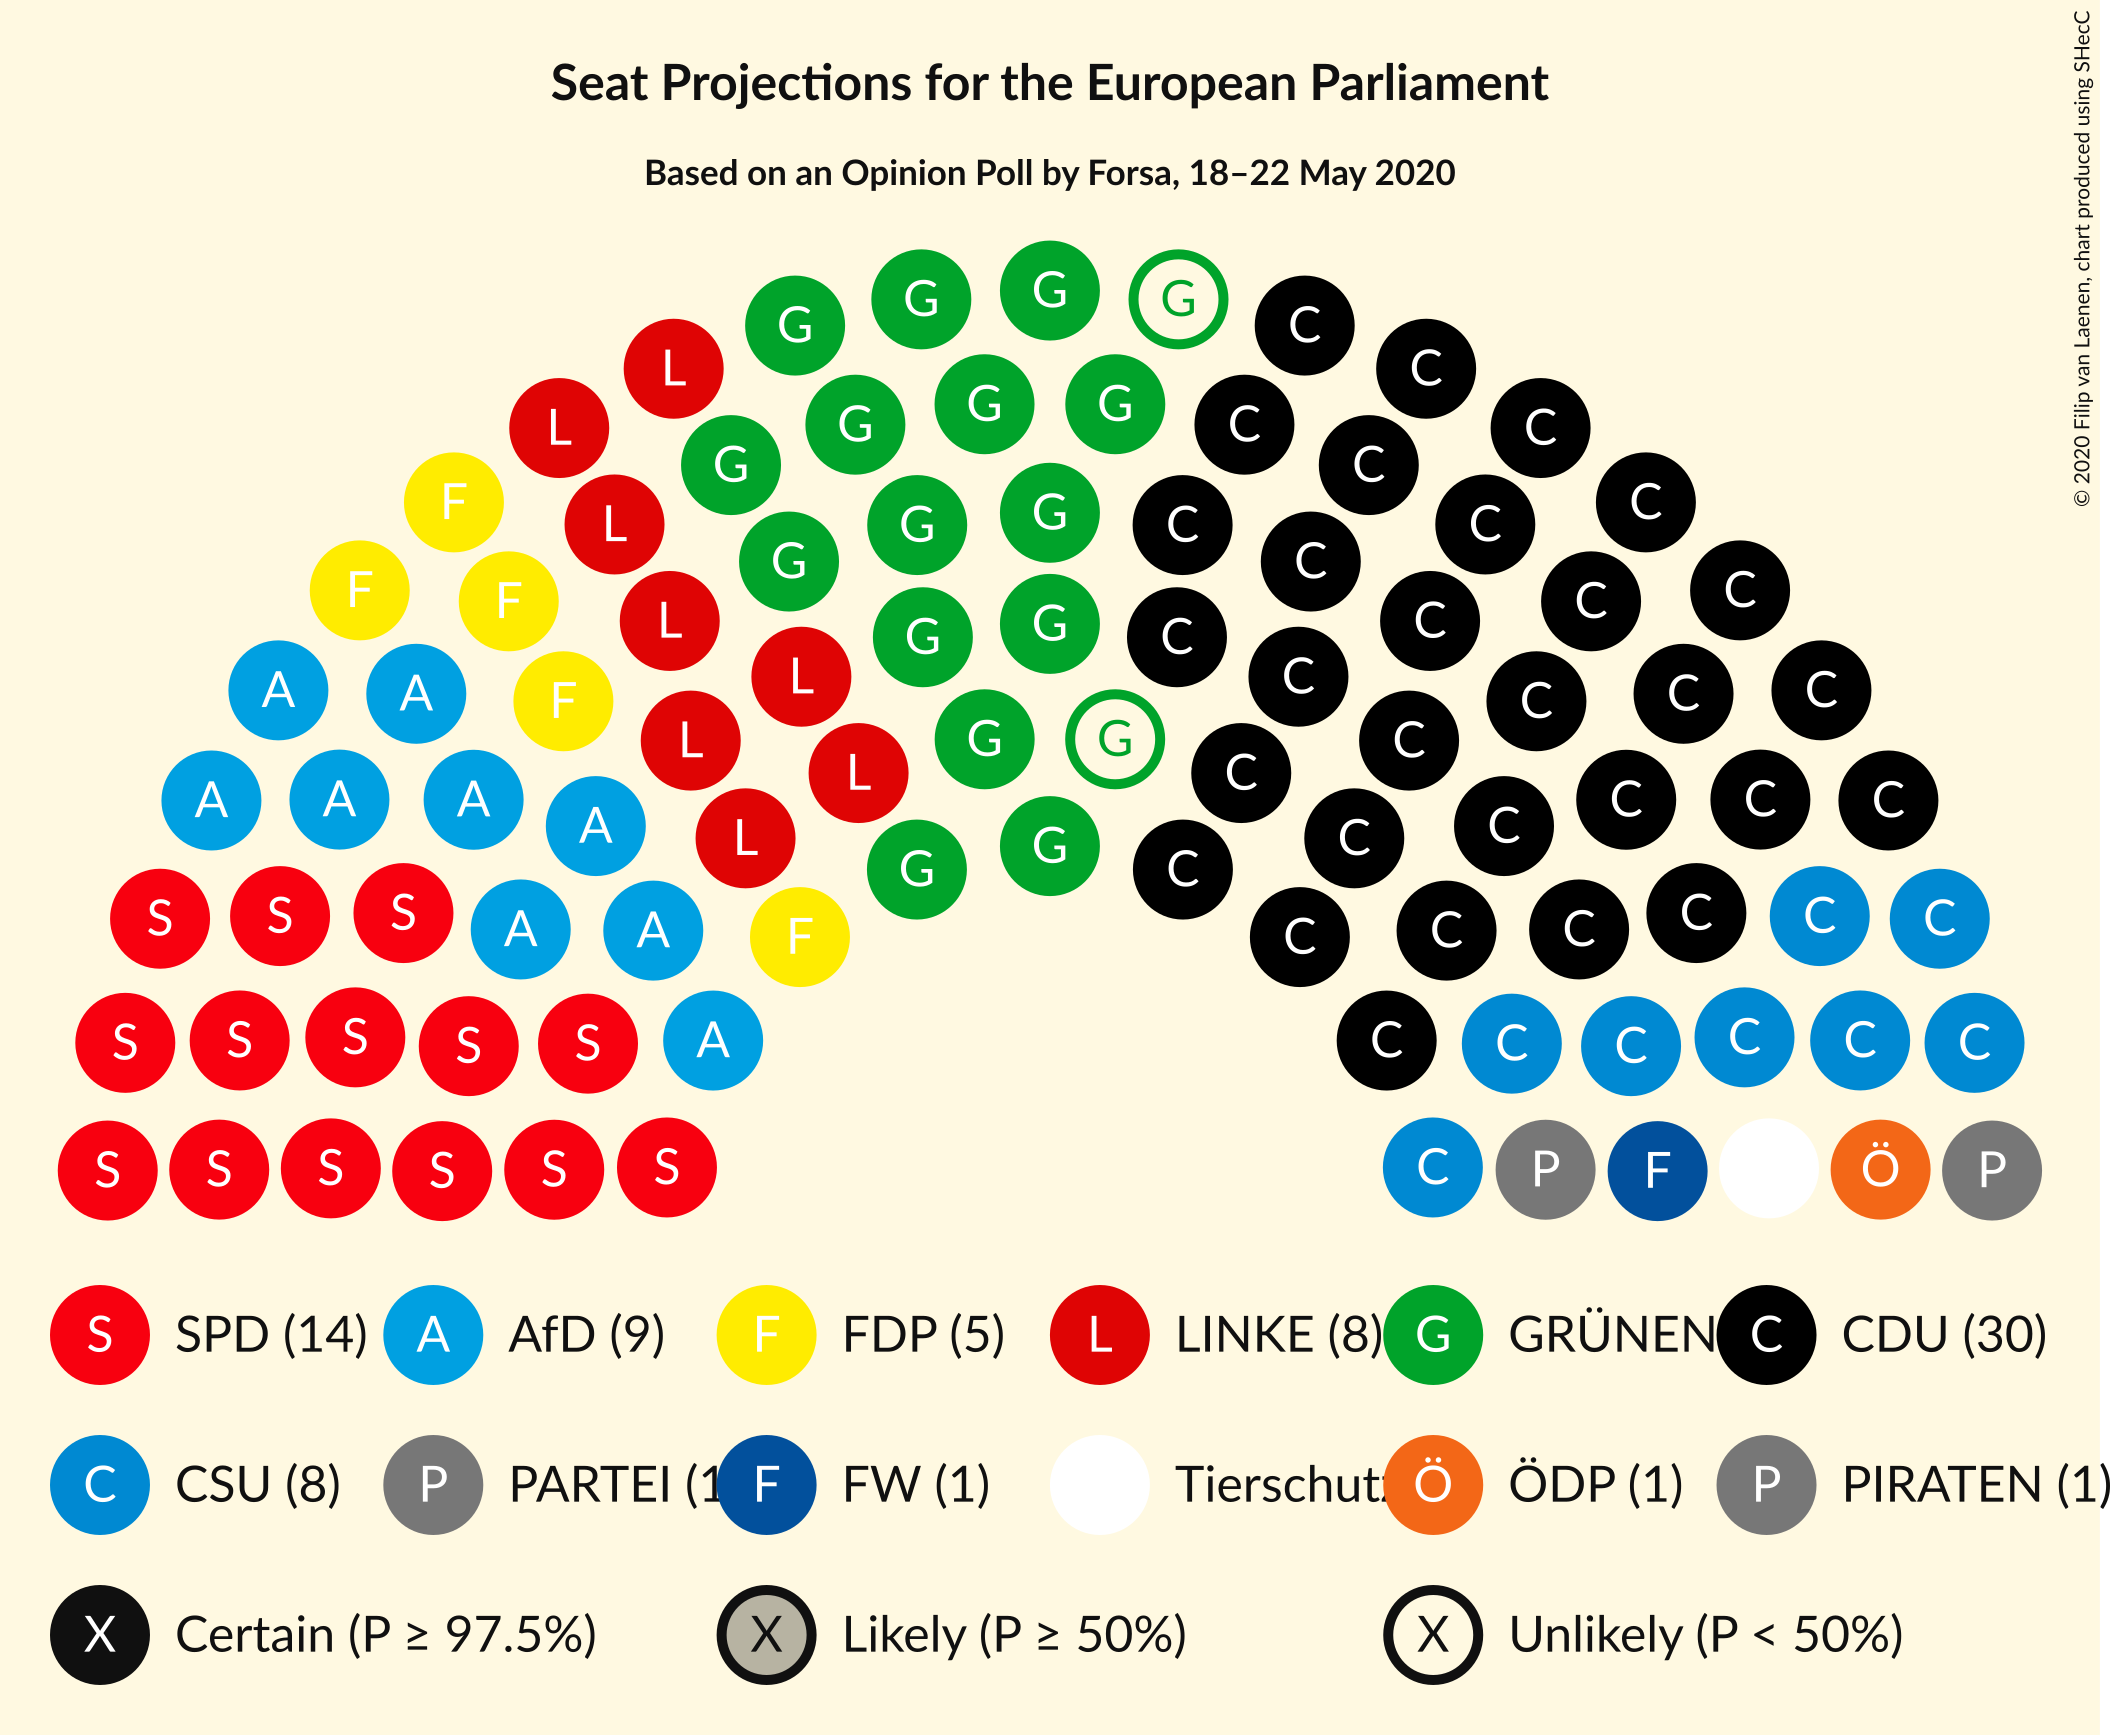 Seat Projections for the European Parliament
Based on an Opinion Poll by Forsa, 18–22 May 2020
© 2020 Filip van Laenen, chart produced using SHecC
G G G G
L G G C C
L G G G G C C C
F L G G G C C C C
F F L G G G C C C C
A A F L L G G C C C C C C
A A A A L L G G C C C C C C
S S S A A L F G G C C C C C C C
S S S S S A C C C C C C
S S S S S S C P F Ö P
S SPD (14) A AfD (9) F FDP (5) L LINKE (8) G GRÜNEN C CDU (30)
C CSU (8) P PARTEI (1 F FW (1) Tierschutz Ö ÖDP (1) P PIRATEN (1)
X Certain (P ≥ 97.5%) X Likely (P ≥ 50%) X Unlikely (P < 50%)